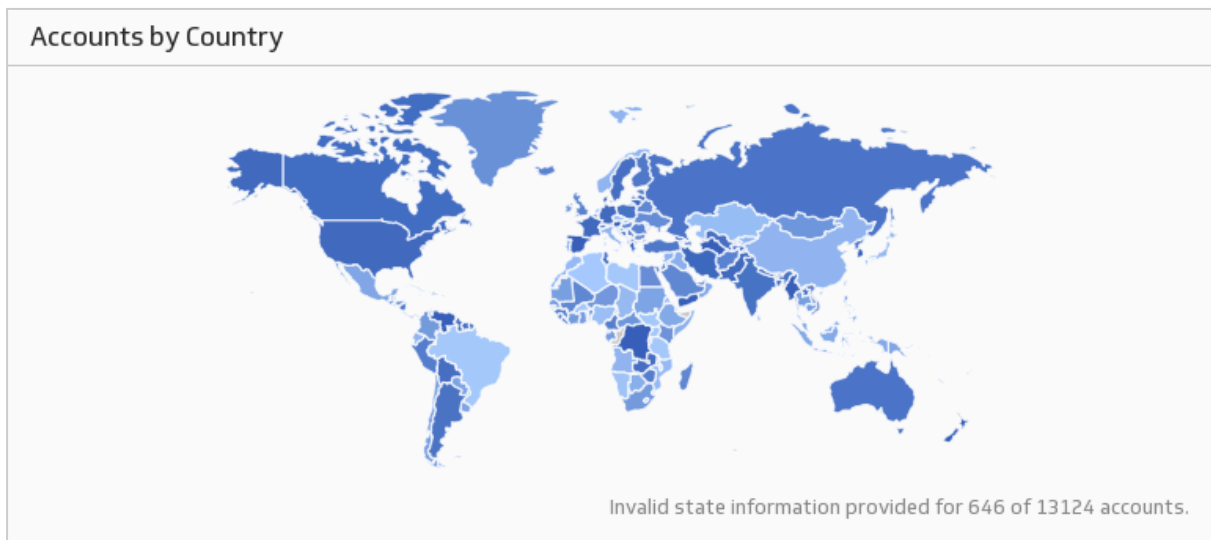 Accounts by Country
Invalid state information provided for 646 of 13124 accounts.